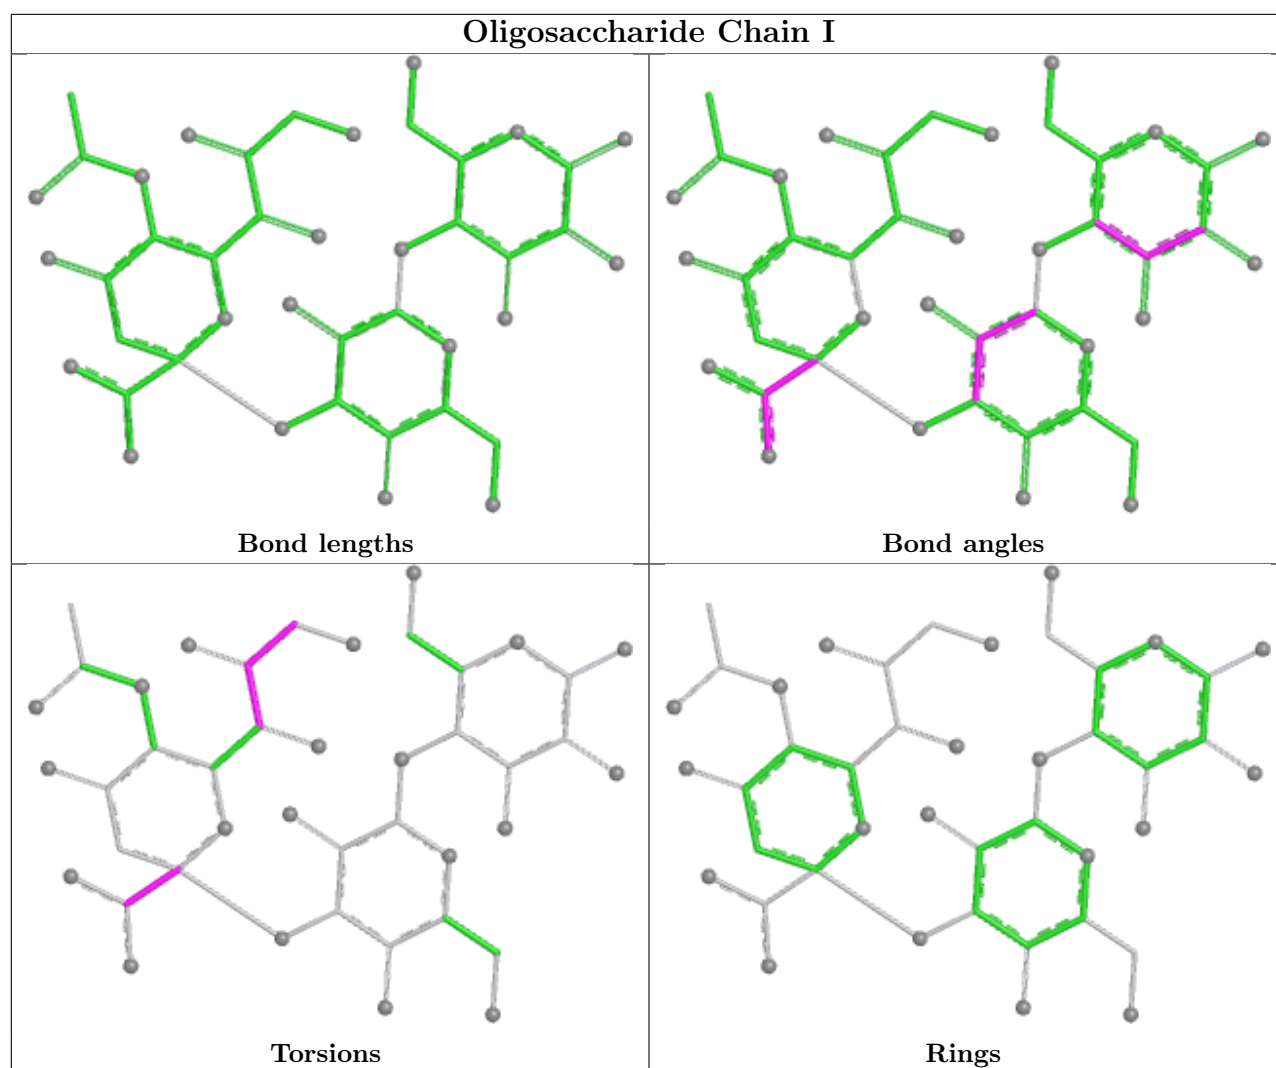 Oligosaccharide Chain I
Bond lengths
Bond angles
Torsions
Rings